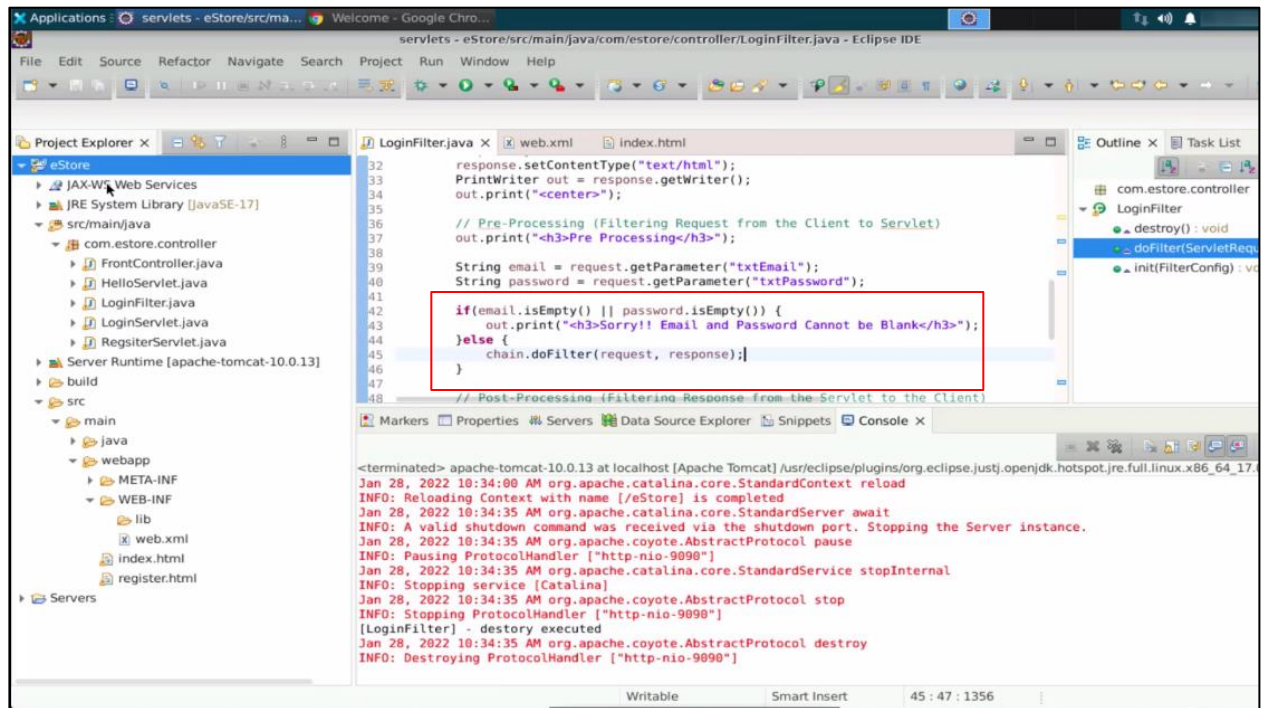 Applications : servlets - eStore/src/ma... Welcome - Google Chro...
servlets - eStore/src/main/java/com/estore/controller/LoginFilter.java - Eclipse IDE
File Edit Source Refactor Navigate Search Project Run Window Help
Project Explorer ×
eStore
JAX-WS Web Services
JRE System Library [JavaSE-17]
src/main/java
com.estore.controller
FrontController.java
HelloServlet.java
LoginFilter.java
LoginServlet.java
RegsiterServlet.java
Server Runtime [apache-tomcat-10.0.13]
build
src
main
java
webapp
META-INF
WEB-INF
lib
web.xml
index.html
register.html
Servers
LoginFilter.java × web.xml index.html
32 response.setContentType("text/html");
33 PrintWriter out = response.getWriter();
34 out.print("<center>");
35
36 // Pre-Processing (Filtering Request from the Client to Servlet)
37 out.print("<h3>Pre Processing</h3>");
38
39 String email = request.getParameter("txtEmail");
40 String password = request.getParameter("txtPassword");
41
42 if(email.isEmpty() || password.isEmpty()) {
43 out.print("<h3>Sorry!! Email and Password Cannot be Blank</h3>");
44 }else {
45 chain.doFilter(request, response);
46 }
47
48 // Post-Processing (Filtering Response from the Servlet to the Client)
Outline × Task List
com.estore.controller
LoginFilter
destroy() : void
doFilter(ServletRequ
init(FilterConfig) : vo
Markers Properties Servers Data Source Explorer Snippets Console ×
<terminated> apache-tomcat-10.0.13 at localhost [Apache Tomcat] /usr/eclipse/plugins/org.eclipse.justj.openjdk.hotspot.jre.full.linux.x86_64_17.0
Jan 28, 2022 10:34:00 AM org.apache.catalina.core.StandardContext reload
INFO: Reloading Context with name [/eStore] is completed
Jan 28, 2022 10:34:35 AM org.apache.catalina.core.StandardServer await
INFO: A valid shutdown command was received via the shutdown port. Stopping the Server instance.
Jan 28, 2022 10:34:35 AM org.apache.coyote.AbstractProtocol pause
INFO: Pausing ProtocolHandler ["http-nio-9090"]
Jan 28, 2022 10:34:35 AM org.apache.catalina.core.StandardService stopInternal
INFO: Stopping service [Catalina]
Jan 28, 2022 10:34:35 AM org.apache.coyote.AbstractProtocol stop
INFO: Stopping ProtocolHandler ["http-nio-9090"]
[LoginFilter] - destory executed
Jan 28, 2022 10:34:35 AM org.apache.coyote.AbstractProtocol destroy
INFO: Destroying ProtocolHandler ["http-nio-9090"]
Writable Smart Insert 45 : 47 : 1356